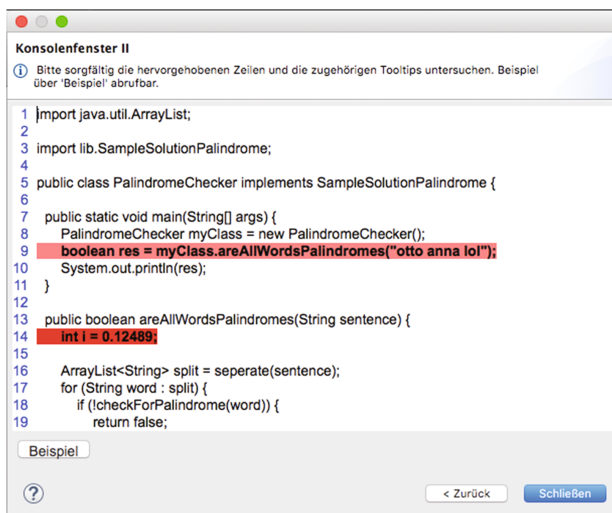 Konsolenfenster II
Bitte sorgfältig die hervorgehobenen Zeilen und die zugehörigen Tooltips untersuchen. Beispiel
über 'Beispiel' abrufbar.
1 import java.util.ArrayList;
2
3 import lib.SampleSolutionPalindrome;
4
5 public class PalindromeChecker implements SampleSolutionPalindrome {
6
7 public static void main(String[] args) {
8 PalindromeChecker myClass = new PalindromeChecker();
9 boolean res = myClass.areAllWordsPalindromes("otto anna lol");
10 System.out.println(res);
11 }
12
13 public boolean areAllWordsPalindromes(String sentence) {
14 int i = 0.12489;
15
16 ArrayList<String> split = seperate(sentence);
17 for (String word : split) {
18 if (!checkForPalindrome(word)) {
19 return false;
Beispiel
?
< Zurück
Schließen